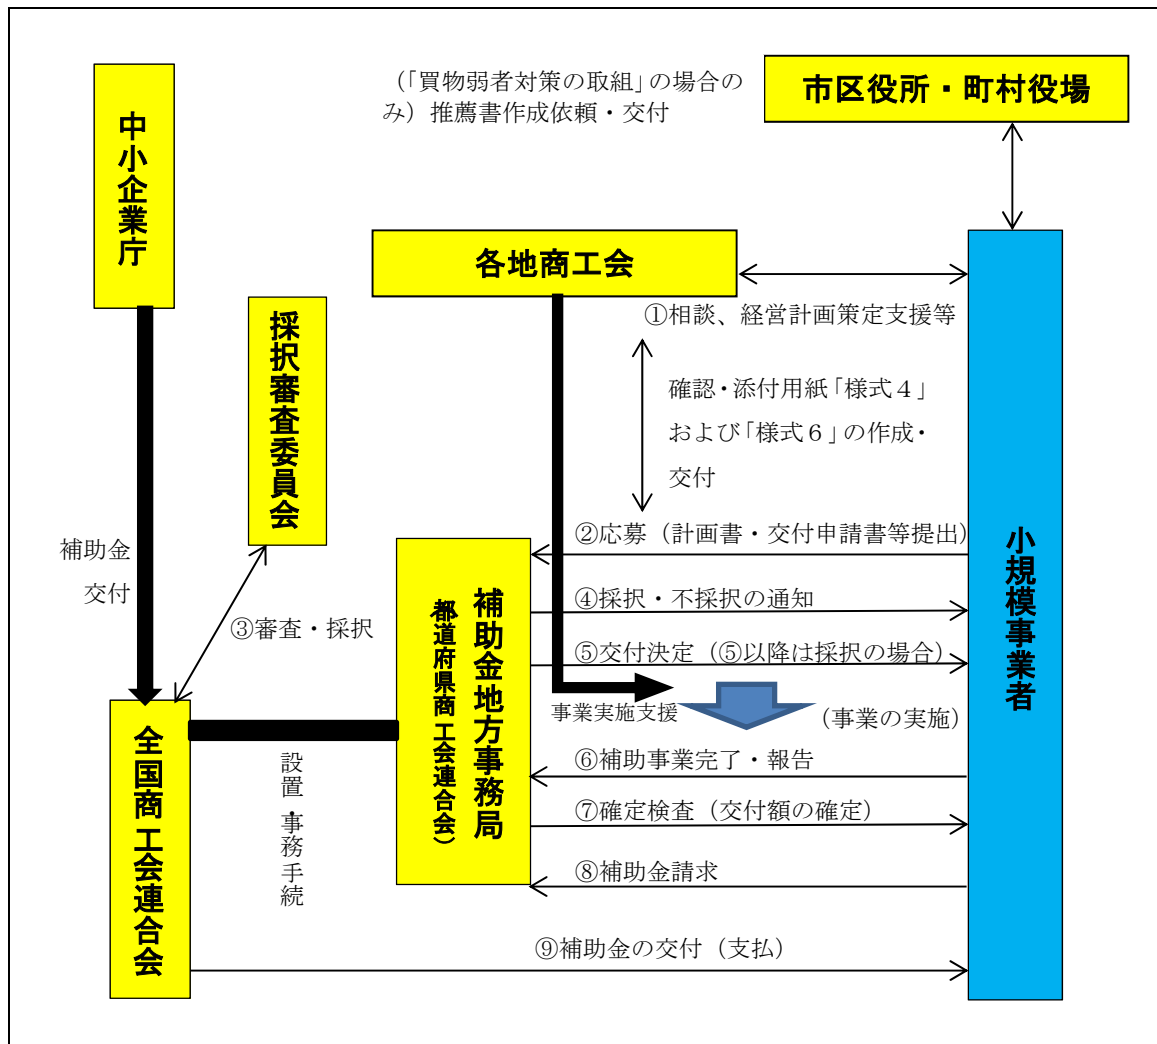 （「買物弱者対策の取組」の場合の
み）推薦書作成依頼・交付
市区役所・町村役場
中小企業庁
各地商工会
採択審査委員会
①相談、経営計画策定支援等
確認・添付用紙「様式４」
および「様式６」の作成・
交付
補助金
交付
③審査・採択
②応募（計画書・交付申請書等提出）
④採択・不採択の通知
⑤交付決定（⑤以降は採択の場合）
事業実施支援
（事業の実施）
小規模事業者
補助金地方事務局
（都道府県商工会連合会）
全国商工会連合会
設置・事務手続
⑥補助事業完了・報告
⑦確定検査（交付額の確定）
⑧補助金請求
⑨補助金の交付（支払）